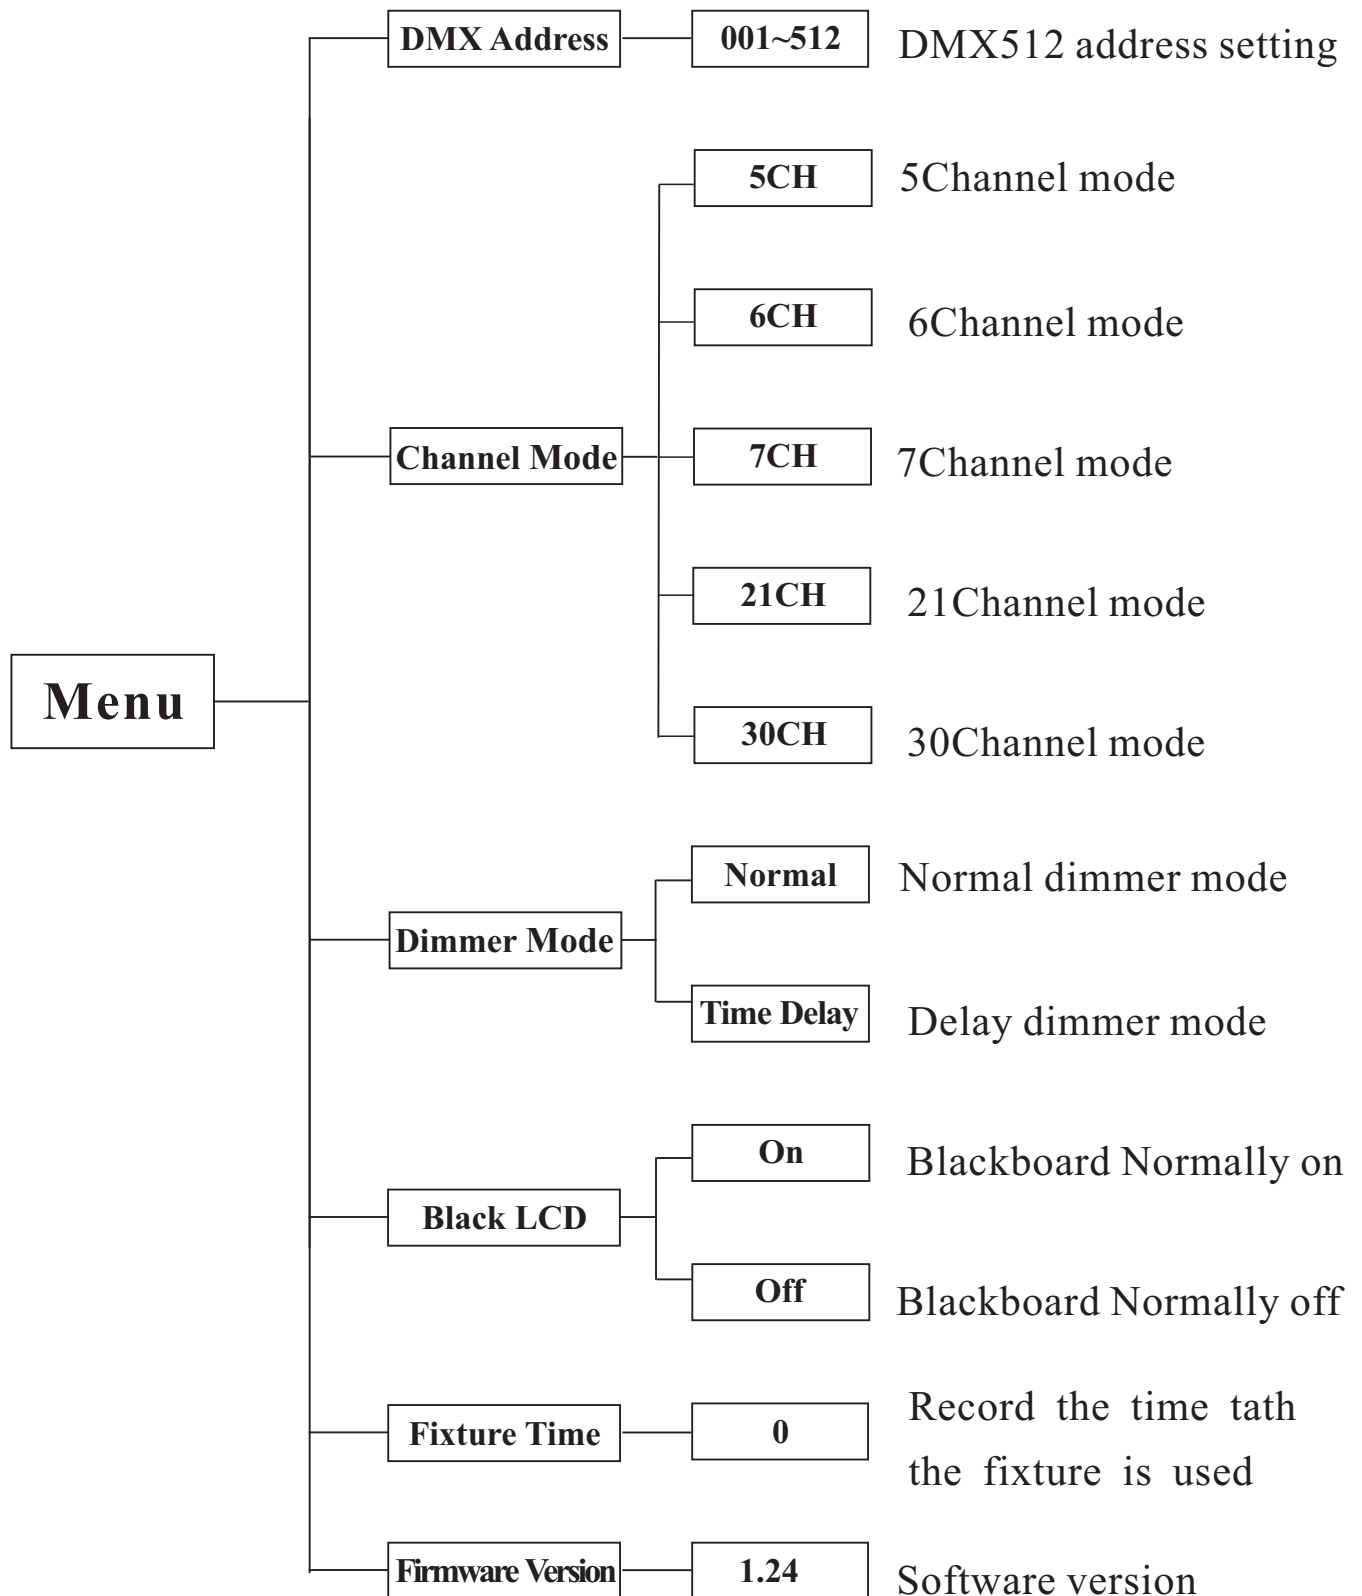 DMX Address 001~512 DMX512 address setting
5CH 5Channel mode
6CH 6Channel mode
Channel Mode 7CH 7Channel mode
21CH 21Channel mode
Menu
30CH 30Channel mode
Normal Normal dimmer mode
Dimmer Mode
Time Delay Delay dimmer mode
On Blackboard Normally on
Black LCD
Off Blackboard Normally off
Fixture Time 0 Record the time tath
the fixture is used
Firmware Version 1.24 Software version